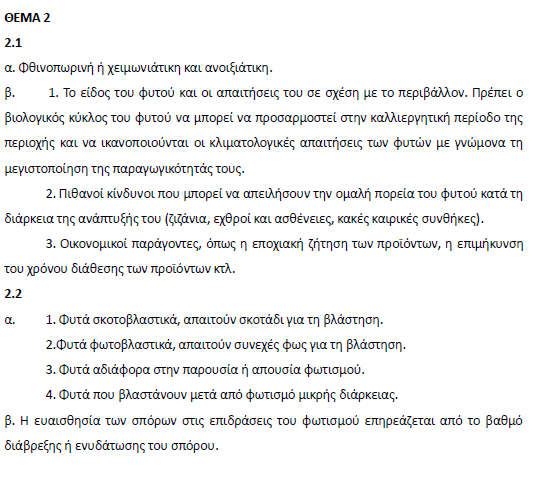 ΘΕΜΑ 2
2.1
α. Φθινοπωρινή ή χειμωνιάτικη και ανοιξιάτικη.
β. 1. Το είδος του φυτού και οι απαιτήσεις του σε σχέση με το περιβάλλον. Πρέπει ο
βιολογικός κύκλος του φυτού να μπορεί να προσαρμοστεί στην καλλιεργητική περίοδο της
περιοχής και να ικανοποιούνται οι κλιματολογικές απαιτήσεις των φυτών με γνώμονα τη
μεγιστοποίηση της παραγωγικότητάς τους.
2. Πιθανοί κίνδυνοι που μπορεί να απειλήσουν την ομαλή πορεία του φυτού κατά τη
διάρκεια της ανάπτυξής του (ζιζάνια, εχθροί και ασθένειες, κακές καιρικές συνθήκες).
3. Οικονομικοί παράγοντες, όπως η εποχιακή ζήτηση των προϊόντων, η επιμήκυνση
του χρόνου διάθεσης των προϊόντων κτλ.
2.2
α. 1. Φυτά σκοτοβλαστικά, απαιτούν σκοτάδι για τη βλάστηση.
2.Φυτά φωτοβλαστικά, απαιτούν συνεχές φως για τη βλάστηση.
3. Φυτά αδιάφορα στην παρουσία ή απουσία φωτισμού.
4. Φυτά που βλαστάνουν μετά από φωτισμό μικρής διάρκειας.
β. Η ευαισθησία των σπόρων στις επιδράσεις του φωτισμού επηρεάζεται από το βαθμό
διάβρεξης ή ενυδάτωσης του σπόρου.